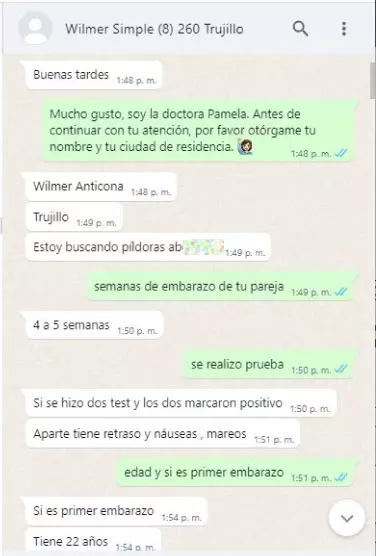 Wilmer Simple (8) 260 Trujillo
Buenas tardes
1:48 p. m.
Mucho gusto, soy la doctora Pamela. Antes de
continuar con tu atención, por favor otórgame tu
nombre y tu ciudad de residencia.
1:48 p. m.
Wilmer Anticona 1:48 p. m.
Trujillo 1:49 p. m.
Estoy buscando píldoras ab 1:49 p. m.
semanas de embarazo de tu pareja 1:49 p. m.
4 a 5 semanas 1:50 p. m.
se realizo prueba 1:50 p. m.
Si se hizo dos test y los dos marcaron positivo 1:50 p. m.
Aparte tiene retraso y náuseas , mareos 1:51 p. m.
edad y si es primer embarazo 1:51 p. m.
Si es primer embarazo 1:54 p. m.
Tiene 22 años 1:54 p. m.